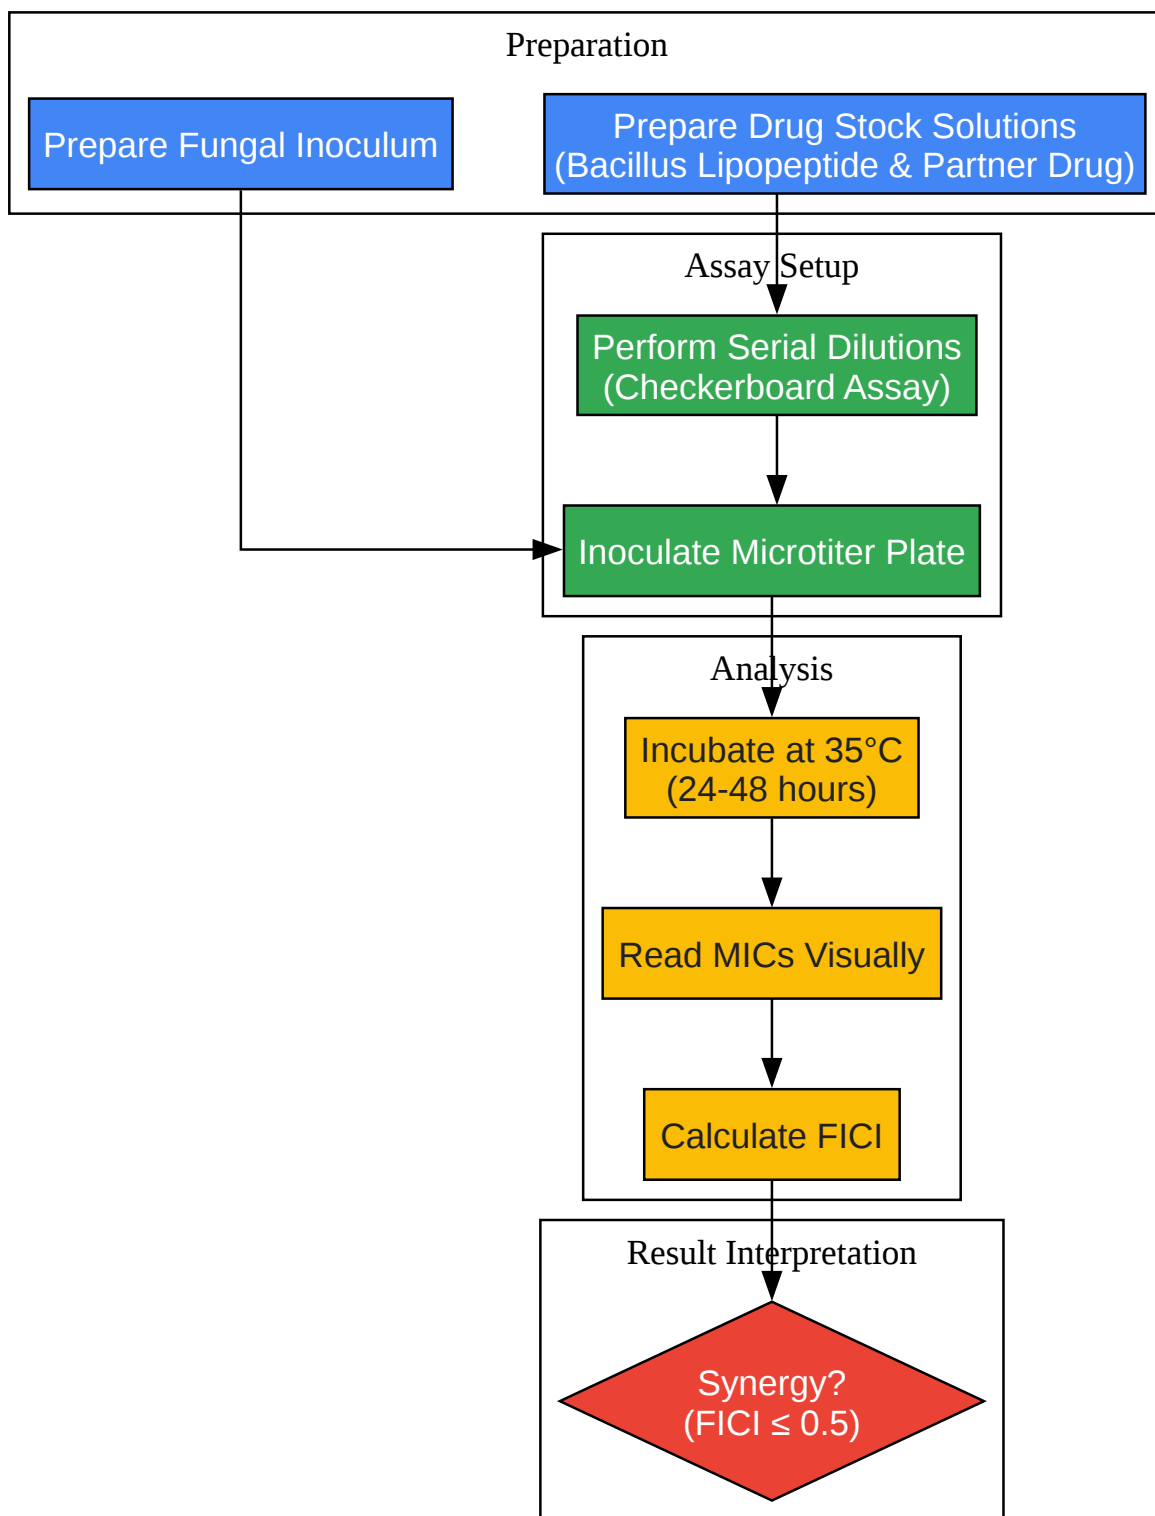 Preparation
Prepare Fungal Inoculum
Prepare Drug Stock Solutions
(Bacillus Lipopeptide & Partner Drug)
Assay Setup
Perform Serial Dilutions
(Checkerboard Assay)
Inoculate Microtiter Plate
Analysis
Incubate at 35°C
(24-48 hours)
Read MICs Visually
Calculate FICI
Result Interpretation
Synergy?
(FICI ≤ 0.5)